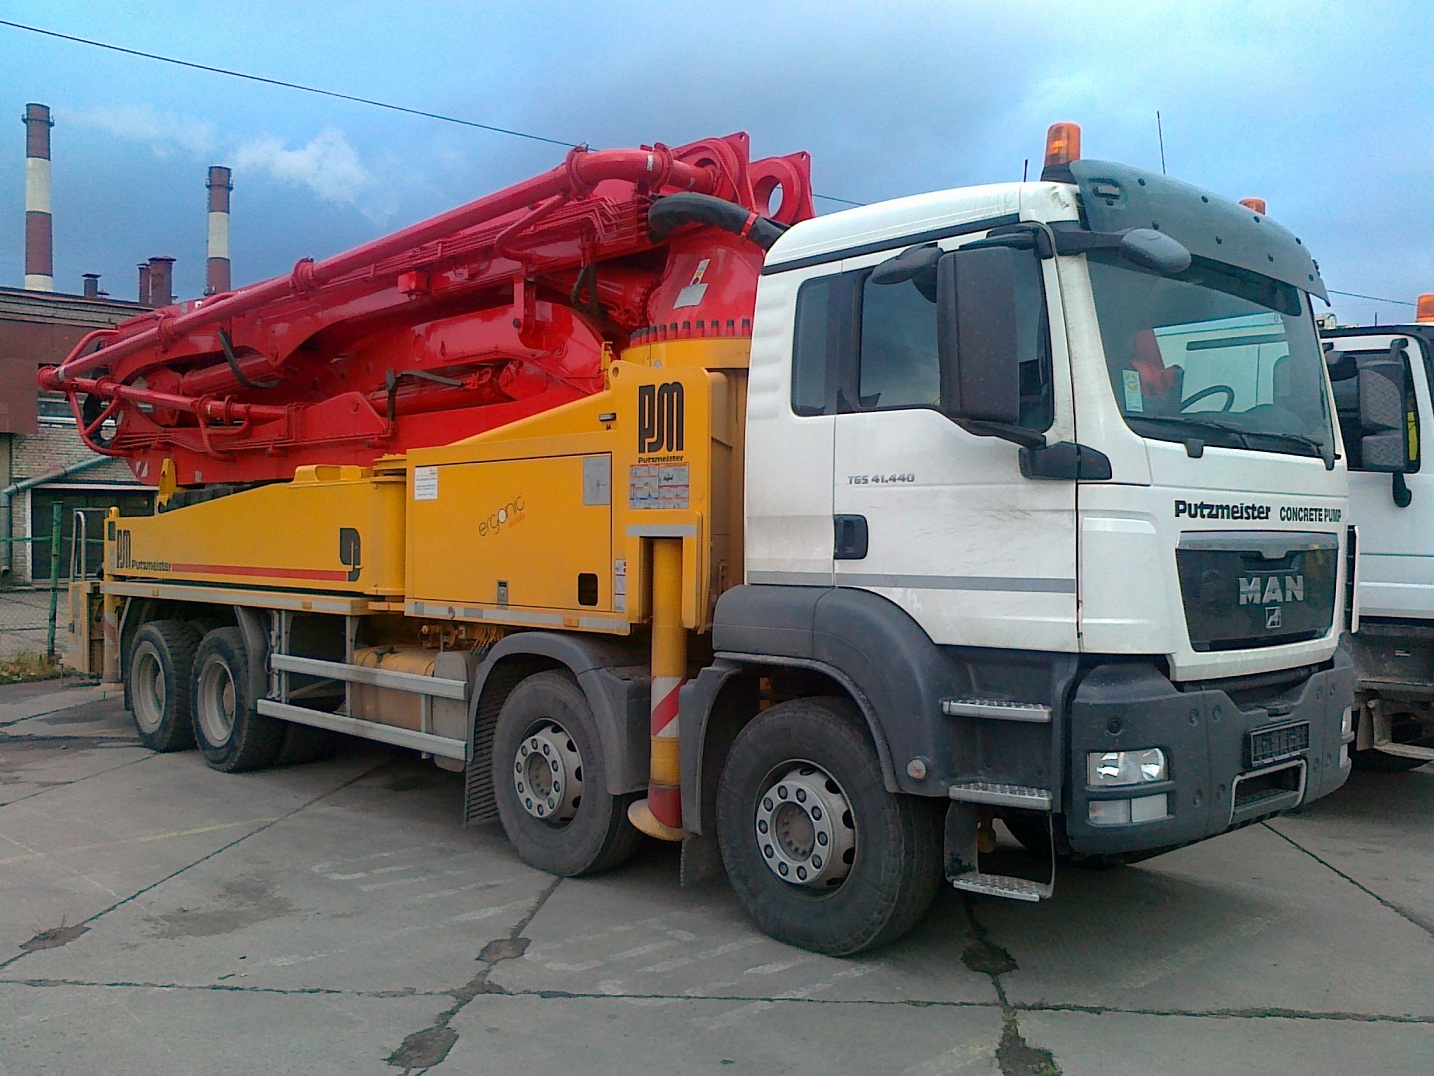 PM
Putzmeister
ergonic
TGS 41.440
Putzmeister CONCRETE PUMP
MAN
PM Putzmeister